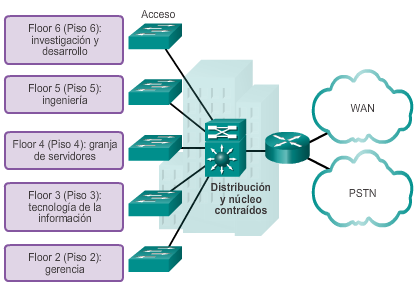 Acceso
Floor 6 (Piso 6):
investigación y
desarrollo
Floor 5 (Piso 5):
ingeniería
Floor 4 (Piso 4): granja
de servidores
Floor 3 (Piso 3):
tecnología de la
información
Floor 2 (Piso 2):
gerencia
Distribución
y núcleo
contraídos
WAN
PSTN